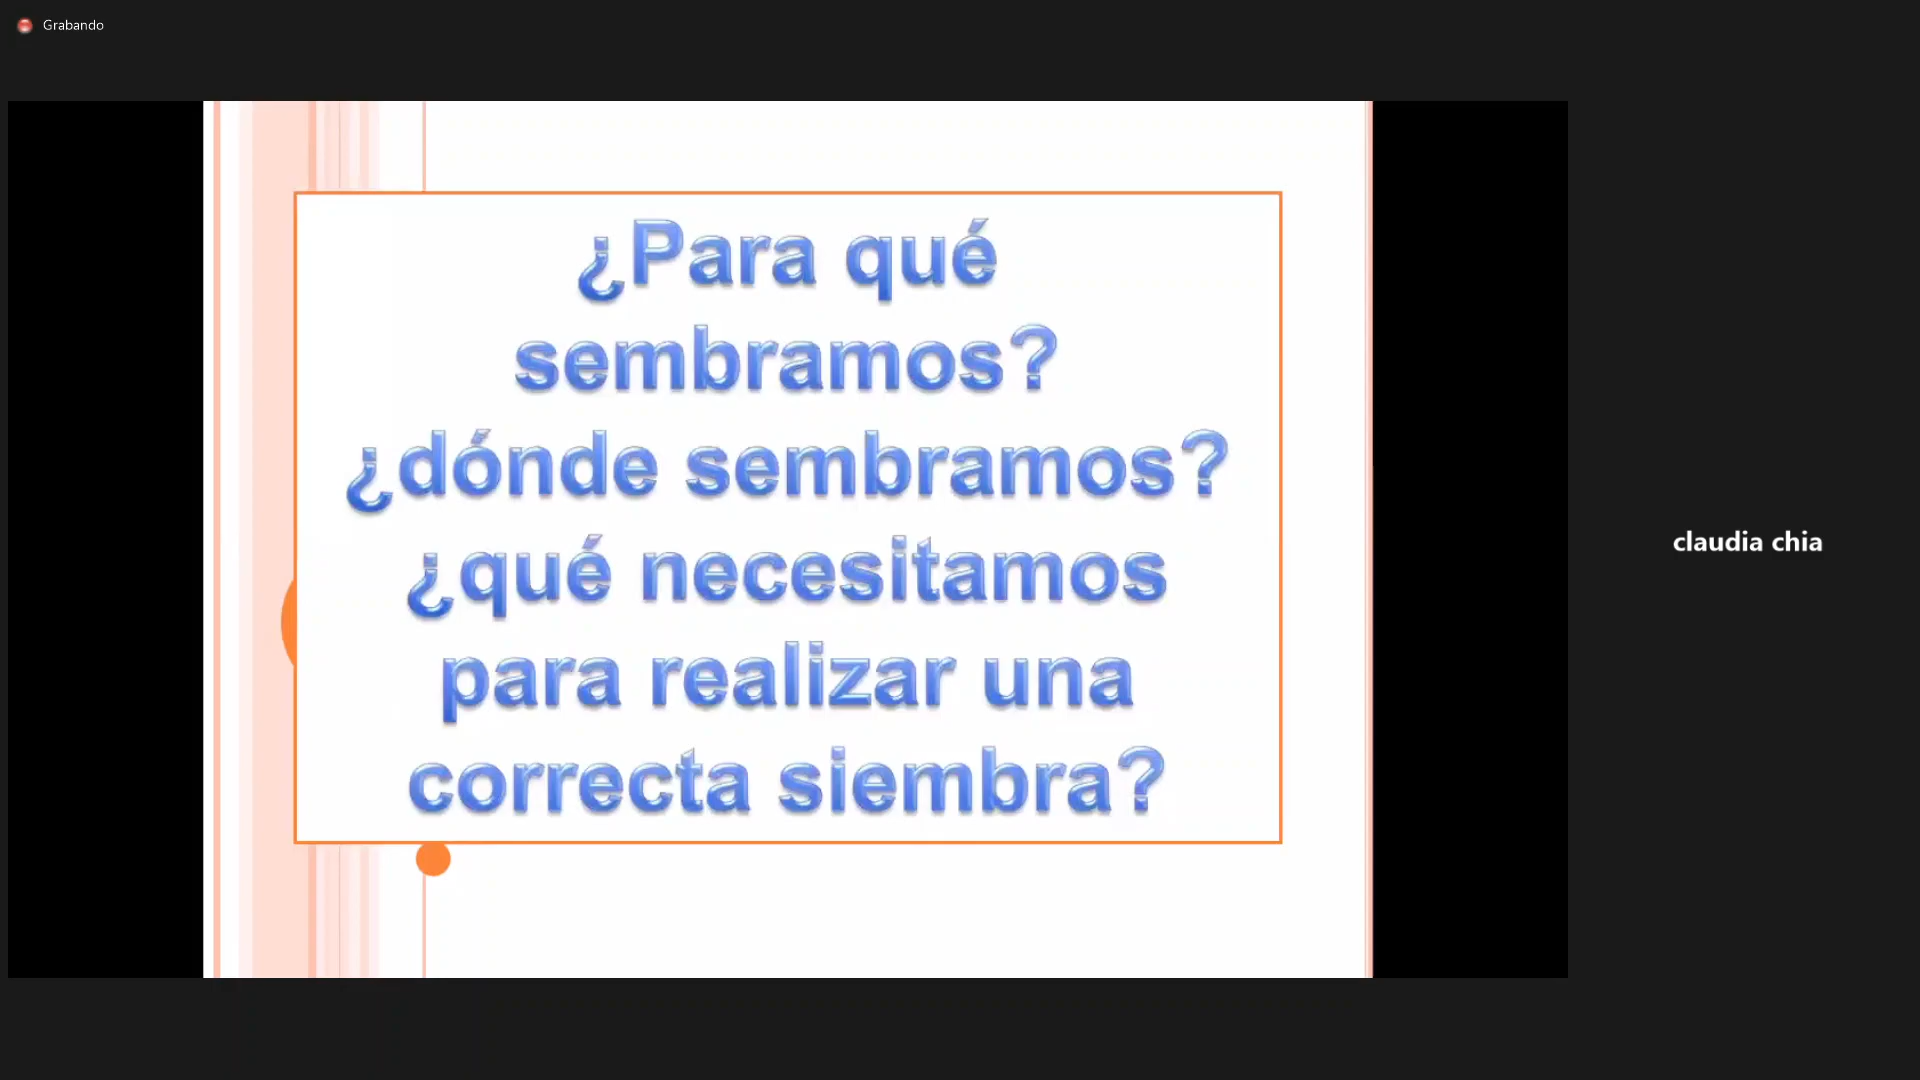 Grabando
¿Para qué
sembramos?
¿dónde sembramos?
¿qué necesitamos
para realizar una
correcta siembra?
claudia chia